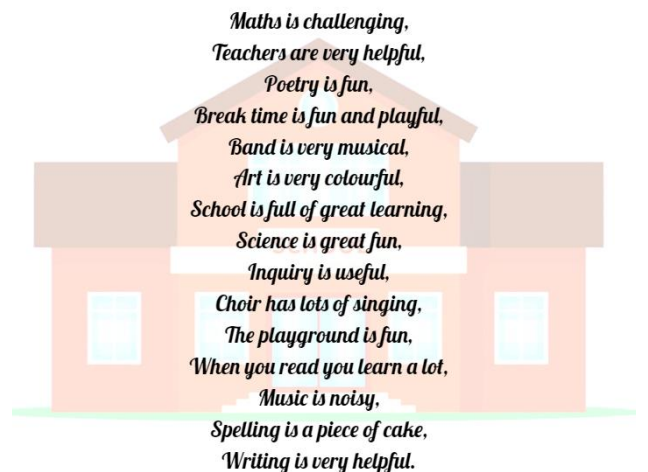 Maths is challenging,
Teachers are very helpful,
Poetry is fun,
Break time is fun and playful,
Band is very musical,
Art is very colourful,
School is full of great learning,
Science is great fun,
Inquiry is useful,
Choir has lots of singing,
The playground is fun,
When you read you learn a lot,
Music is noisy,
Spelling is a piece of cake,
Writing is very helpful.